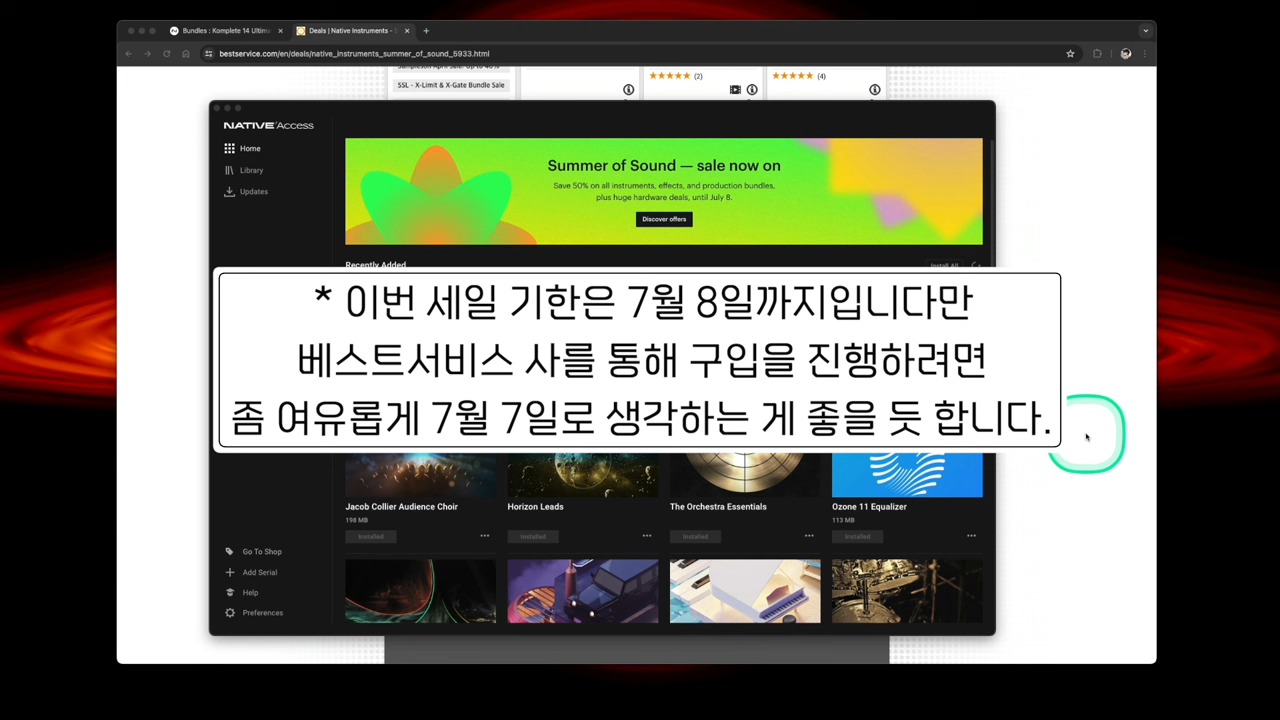 Bundles : Komplete 14 Ultim
Deals | Native Instruments - S
bestservice.com/en/deals/native_instruments_summer_of_sound_5933.html
SSL - X-Limit & X-Gate Bundle Sale
(2)
(4)
NATIVE Access
Home
Library
Updates
Summer of Sound — sale now on
Save 50% on all instruments, effects, and production bundles,
plus huge hardware deals, until July 8.
Discover offers
Recently Added
Install All
* 이번 세일 기한은 7월 8일까지입니다만
베스트서비스 사를 통해 구입을 진행하려면
좀 여유롭게 7월 7일로 생각하는 게 좋을 듯 합니다.
Jacob Collier Audience Choir
198 MB
Installed
Horizon Leads
Installed
The Orchestra Essentials
Installed
Ozone 11 Equalizer
113 MB
Installed
Go To Shop
Add Serial
Help
Preferences